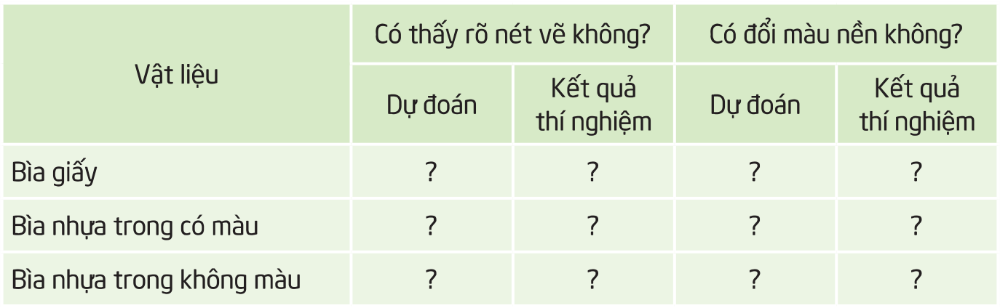 Vật liệu
Có thấy rõ nét vẽ không?
Có đổi màu nền không?
Dự đoán
Kết quả
thí nghiệm
Dự đoán
Kết quả
thí nghiệm
Bìa giấy ? ? ? ?
Bìa nhựa trong có màu ? ? ? ?
Bìa nhựa trong không màu ? ? ? ?